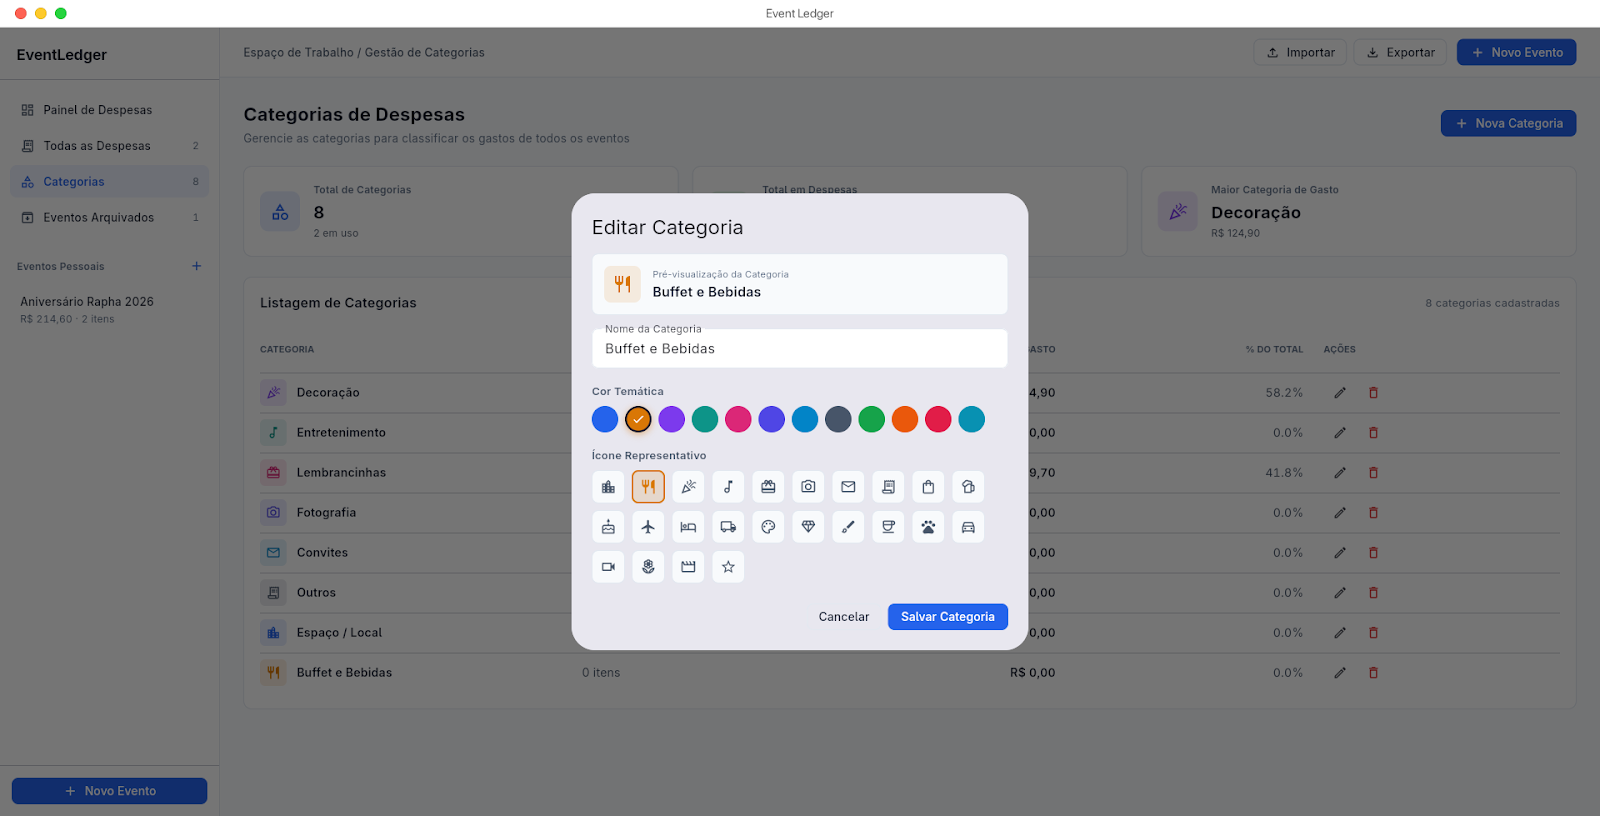 Event Ledger
EventLedger
Espaço de Trabalho / Gestão de Categorias
Importar
Exportar
+ Novo Evento
Painel de Despesas
Todas as Despesas 2
Categorias 8
Eventos Arquivados 1
Eventos Pessoais +
Aniversário Rapha 2026
R$ 214,60 · 2 itens
+ Novo Evento
Categorias de Despesas
Gerencie as categorias para classificar os gastos de todos os eventos
+ Nova Categoria
Total de Categorias
8
2 em uso
Total em Despesas
Maior Categoria de Gasto
Decoração
R$ 124,90
Listagem de Categorias
8 categorias cadastradas
CATEGORIA ASTO % DO TOTAL AÇÕES
Decoração 4,90 58.2%
Entretenimento 0,00 0.0%
Lembrancinhas 9,70 41.8%
Fotografia 0,00 0.0%
Convites 0,00 0.0%
Outros 0,00 0.0%
Espaço / Local 0,00 0.0%
Buffet e Bebidas 0 itens R$ 0,00 0.0%
Editar Categoria
Pré-visualização da Categoria
Buffet e Bebidas
Nome da Categoria
Buffet e Bebidas
Cor Temática
Ícone Representativo
Cancelar
Salvar Categoria